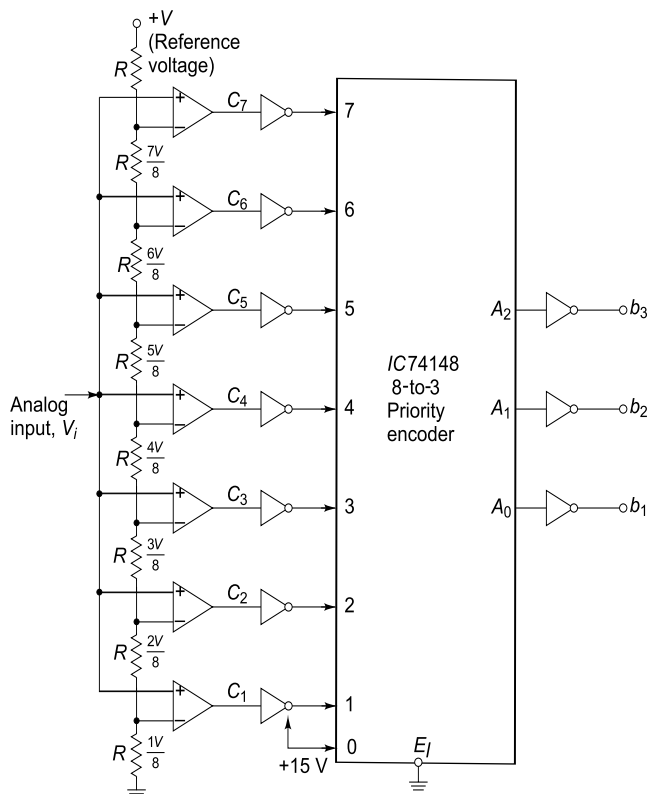 +V
(Reference
voltage)
R
C₇
7
R 7V/8
C₆
6
R 6V/8
C₅
5
A₂
b₃
R 5V/8
IC74148
8-to-3
Priority
encoder
Analog
input, Vᵢ
C₄
4
A₁
b₂
R 4V/8
C₃
3
A₀
b₁
R 3V/8
C₂
2
R 2V/8
C₁
1
R 1V/8
+15 V
0
E_I
+
−
+
−
+
−
+
−
+
−
+
−
+
−